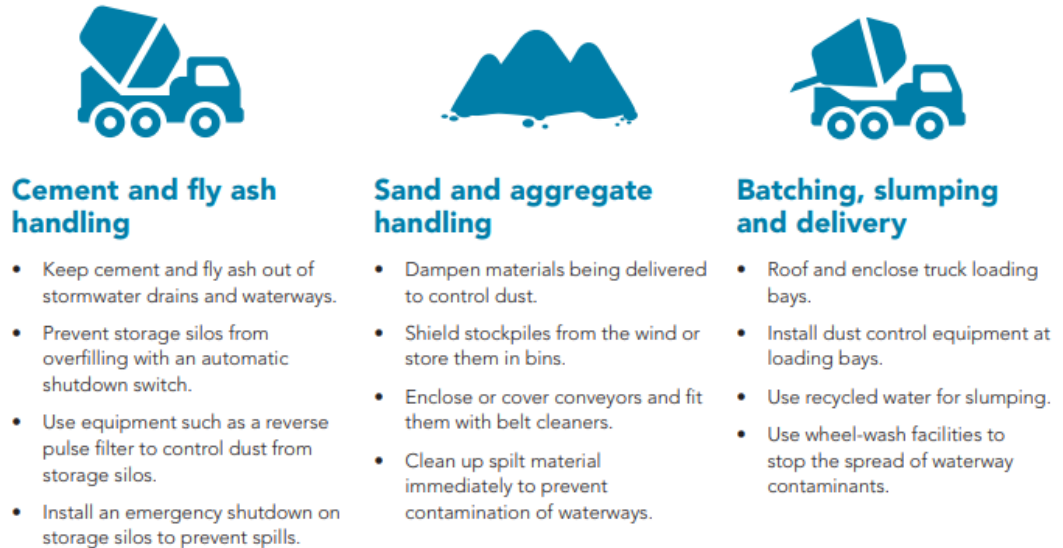 Cement and fly ash
handling
• Keep cement and fly ash out of
stormwater drains and waterways.
• Prevent storage silos from
overfilling with an automatic
shutdown switch.
• Use equipment such as a reverse
pulse filter to control dust from
storage silos.
• Install an emergency shutdown on
storage silos to prevent spills.
Sand and aggregate
handling
• Dampen materials being delivered
to control dust.
• Shield stockpiles from the wind or
store them in bins.
• Enclose or cover conveyors and fit
them with belt cleaners.
• Clean up spilt material
immediately to prevent
contamination of waterways.
Batching, slumping
and delivery
• Roof and enclose truck loading
bays.
• Install dust control equipment at
loading bays.
• Use recycled water for slumping.
• Use wheel-wash facilities to
stop the spread of waterway
contaminants.